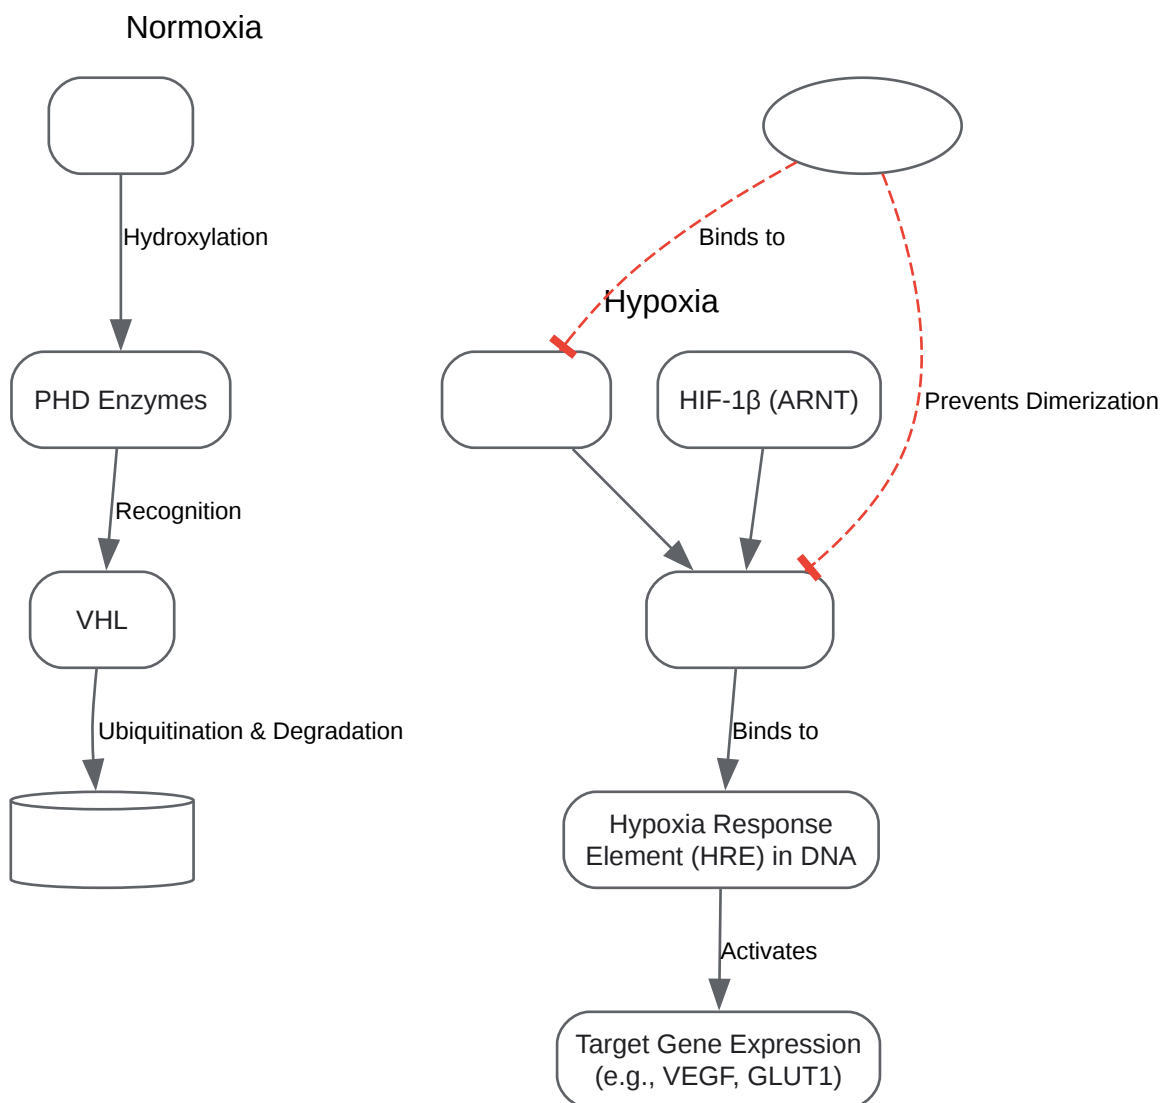 Normoxia
Hydroxylation
Binds to
Hypoxia
PHD Enzymes
HIF-1β (ARNT)
Prevents Dimerization
Recognition
VHL
Ubiquitination & Degradation
Binds to
Hypoxia Response
Element (HRE) in DNA
Activates
Target Gene Expression
(e.g., VEGF, GLUT1)